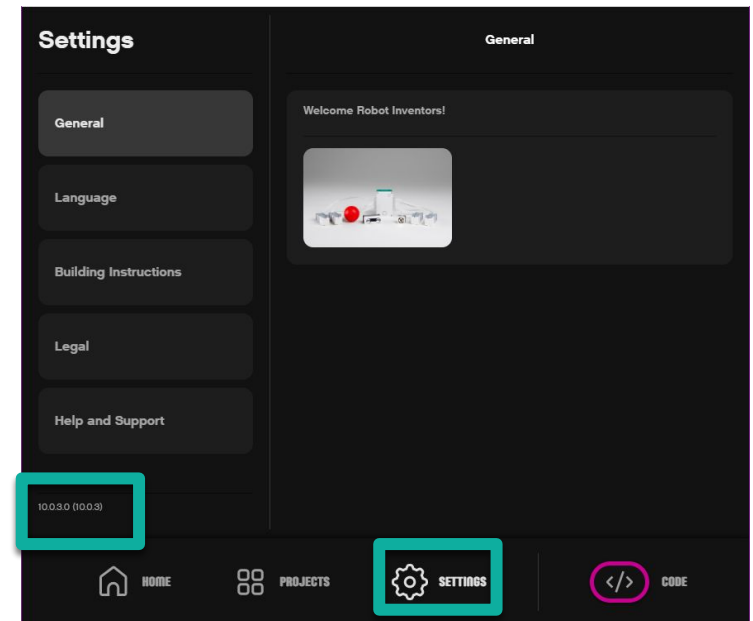 Settings
General
Language
Building Instructions
Legal
Help and Support
10.0.3.0 (10.0.3)
General
Welcome Robot Inventors!
HOME
PROJECTS
SETTINGS
</>
CODE